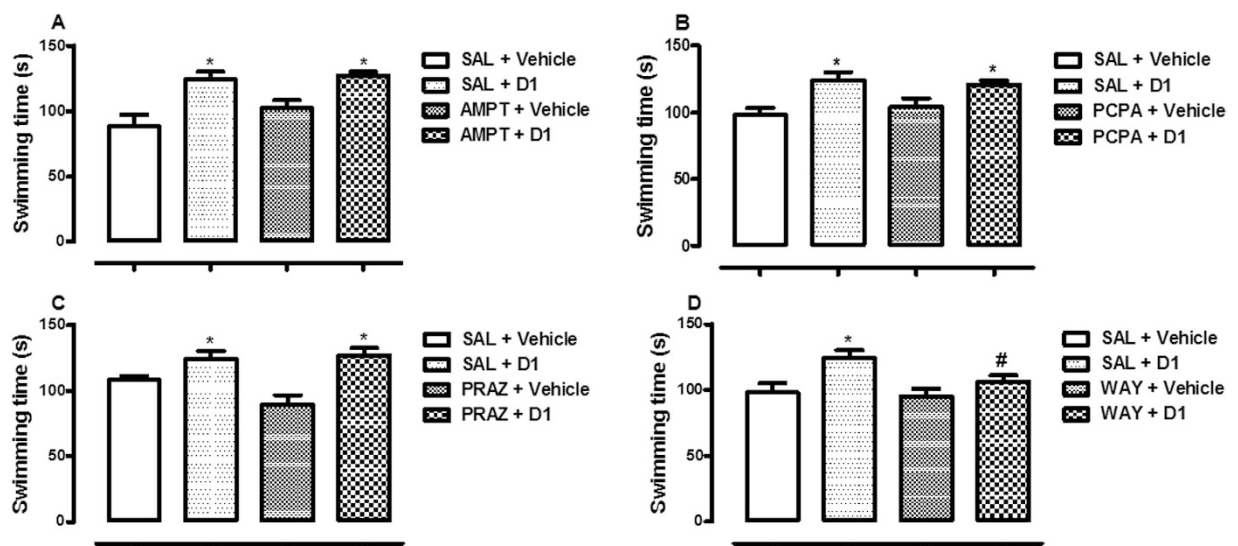 A
Swimming time (s)
150
100
50
0
*
*
SAL + Vehicle
SAL + D1
AMPT + Vehicle
AMPT + D1
B
Swimming time (s)
150
100
50
0
*
*
SAL + Vehicle
SAL + D1
PCPA + Vehicle
PCPA + D1
C
Swimming time (s)
150
100
50
0
*
*
SAL + Vehicle
SAL + D1
PRAZ + Vehicle
PRAZ + D1
D
Swimming time (s)
150
100
50
0
*
#
SAL + Vehicle
SAL + D1
WAY + Vehicle
WAY + D1